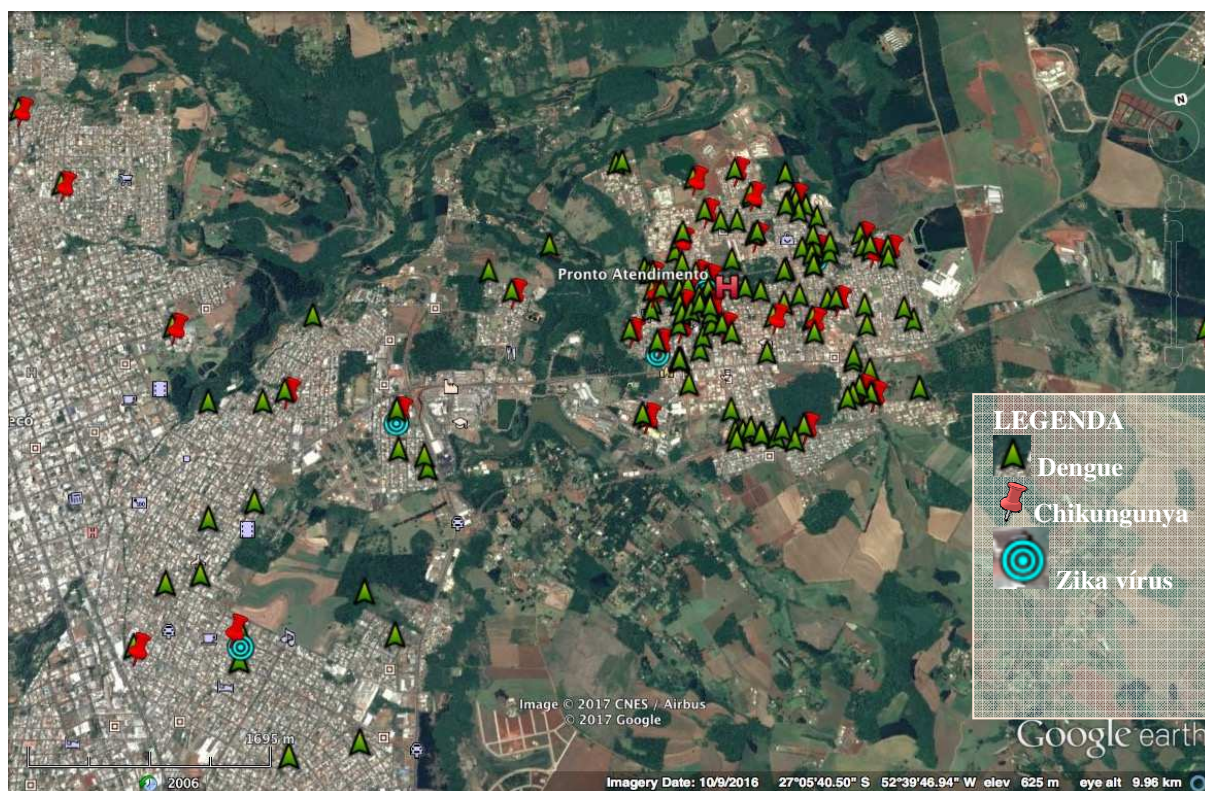 Pronto Atendimento
H
eco
LEGENDA
Dengue
Chikungunya
Zika vírus
N
Image © 2017 CNES / Airbus
© 2017 Google
Google earth
1695 m
2006
Imagery Date: 10/9/2016 27°05'40.50" S 52°39'46.94" W elev 625 m eye alt 9.96 km